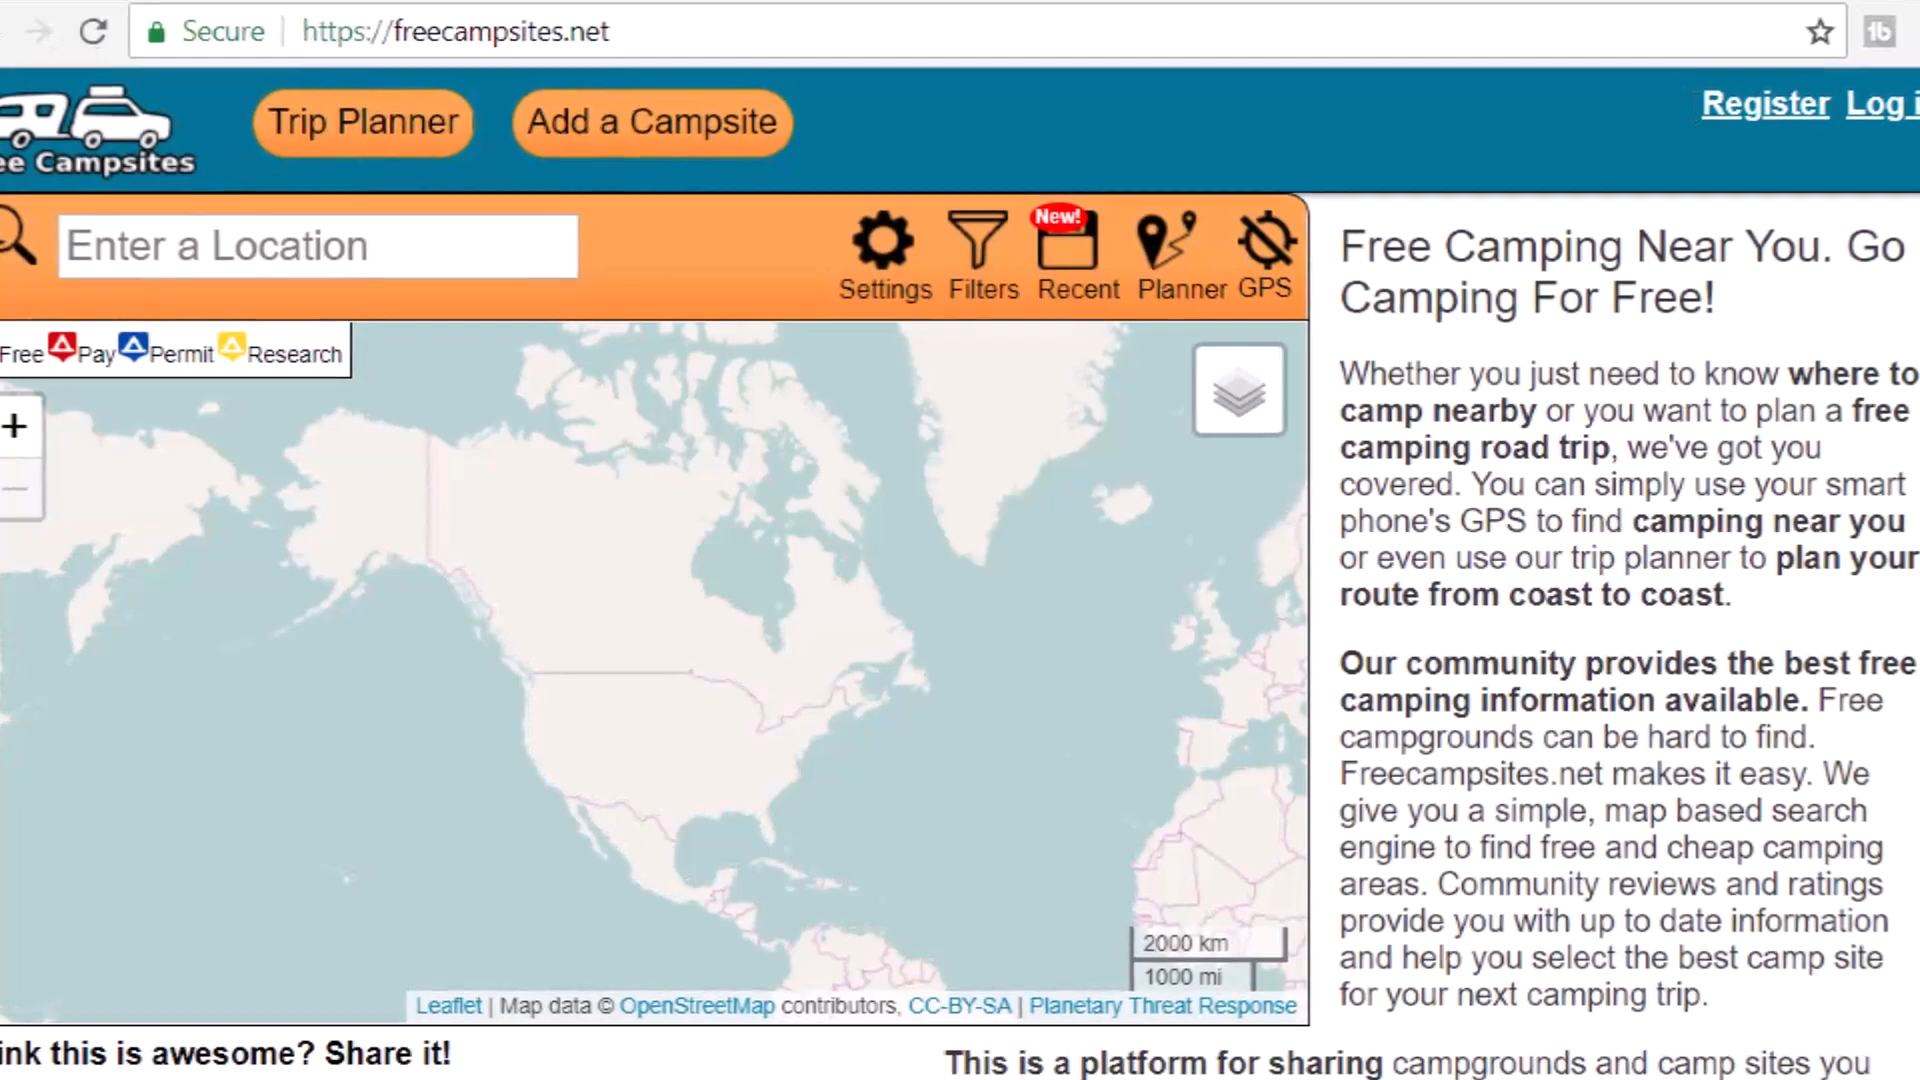 Secure https://freecampsites.net
ee Campsites
Trip Planner
Add a Campsite
Register Log i
Enter a Location
New!
Settings Filters Recent Planner GPS
Free Pay Permit Research
+
2000 km
1000 mi
Leaflet | Map data © OpenStreetMap contributors, CC-BY-SA | Planetary Threat Response
Free Camping Near You. Go
Camping For Free!
Whether you just need to know where to
camp nearby or you want to plan a free
camping road trip, we've got you
covered. You can simply use your smart
phone's GPS to find camping near you
or even use our trip planner to plan your
route from coast to coast.
Our community provides the best free
camping information available. Free
campgrounds can be hard to find.
Freecampsites.net makes it easy. We
give you a simple, map based search
engine to find free and cheap camping
areas. Community reviews and ratings
provide you with up to date information
and help you select the best camp site
for your next camping trip.
ink this is awesome? Share it!
This is a platform for sharing campgrounds and camp sites you